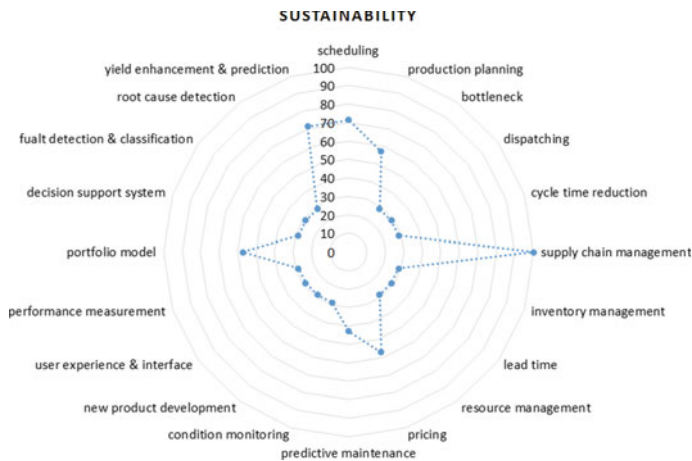 SUSTAINABILITY
scheduling
yield enhancement & prediction
100
production planning
root cause detection
90
bottleneck
80
fualt detection & classification
70
dispatching
60
50
decision support system
40
cycle time reduction
30
20
10
portfolio model
0
supply chain management
performance measurement
inventory management
user experience & interface
lead time
new product development
resource management
condition monitoring
pricing
predictive maintenance